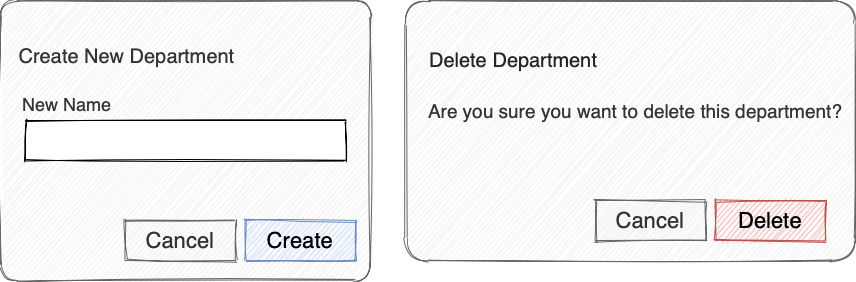 Create New Department
New Name
Cancel
Create
Delete Department
Are you sure you want to delete this department?
Cancel
Delete